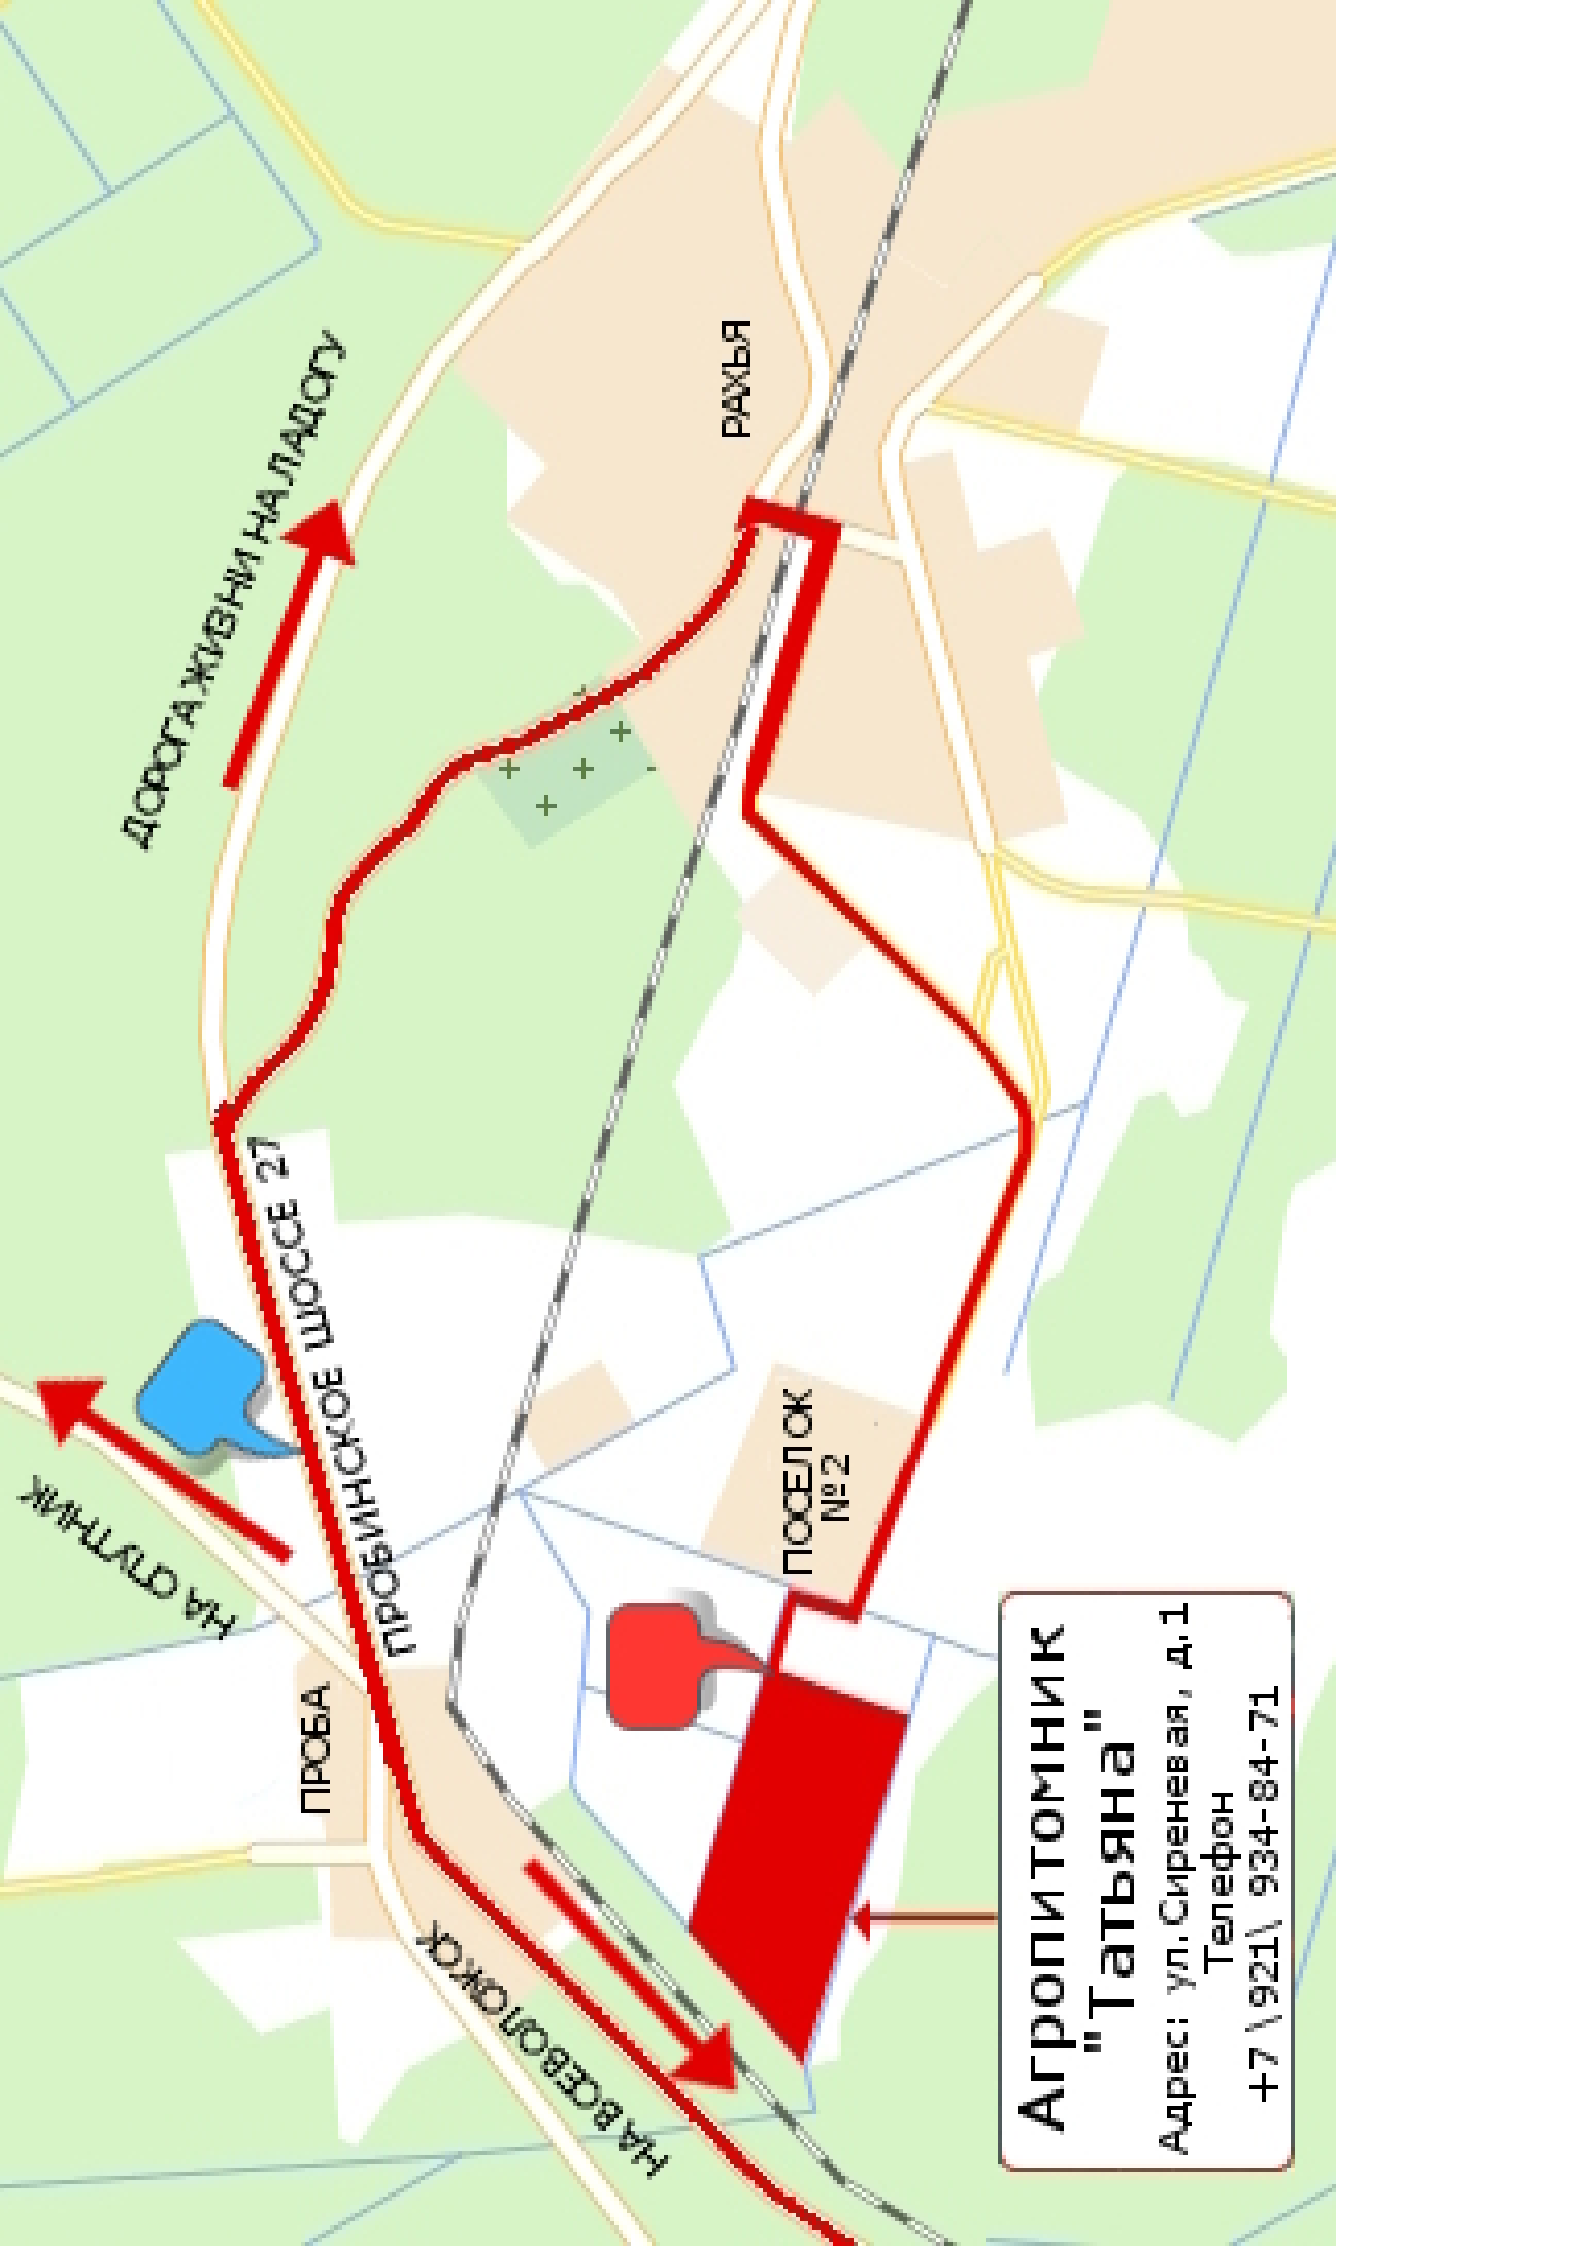 ДОРОГА ЖИВНИ НА ЛАДОГУ
РАХЬЯ
ПРОБИНСКОЕ ШОССЕ 27
НА СПУТНИК
ПРОБА
ПОСЕЛОК
№2
НА ВСЕВОЛОЖСК
Агропитомник
"Татьяна"
Адрес: ул. Сиреневая, д.1
Телефон
+7 \921\ 934-84-71